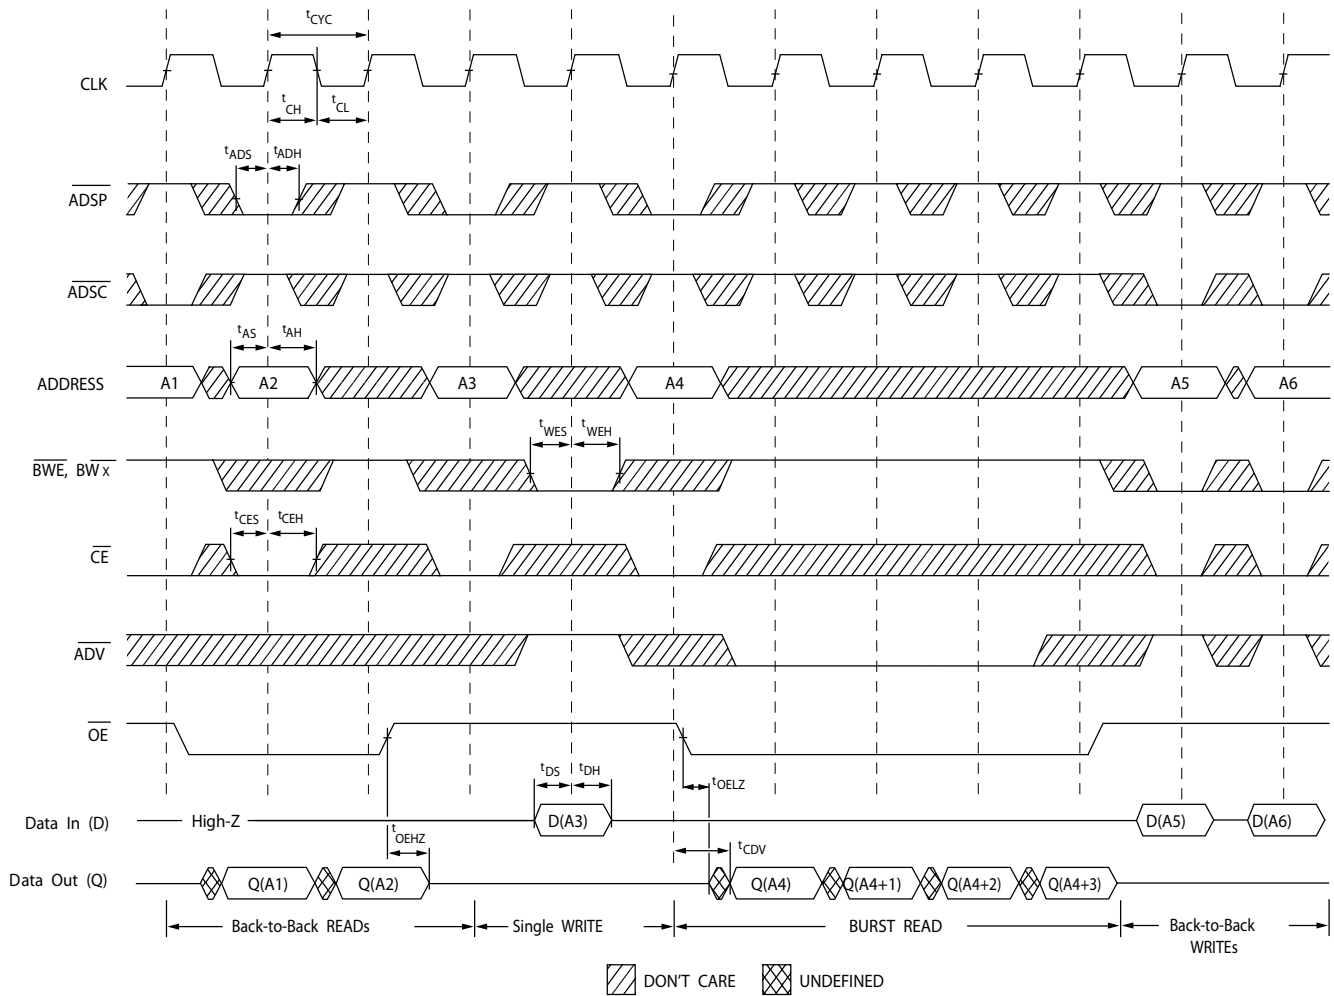 tCYC
CLK
tCH tCL
tADS tADH
ADSP
ADSC
tAS tAH
ADDRESS A1 A2 A3 A4 A5 A6
tWES tWEH
BWE, BWX
tCES tCEH
CE
ADV
OE
tDS tDH tOELZ
Data In (D) High-Z D(A3) D(A5) D(A6)
tOEHZ tCDV
Data Out (Q) Q(A1) Q(A2) Q(A4) Q(A4+1) Q(A4+2) Q(A4+3)
Back-to-Back READs Single WRITE BURST READ Back-to-Back
WRITEs
DON'T CARE UNDEFINED